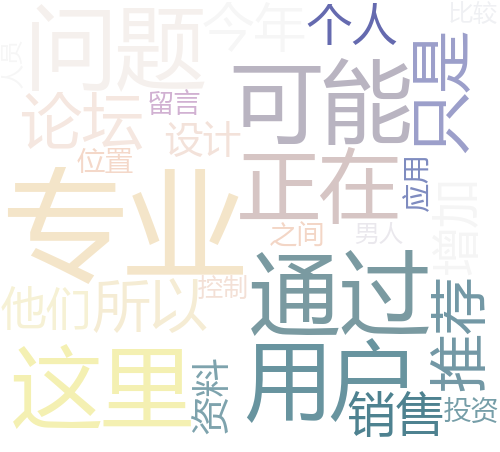 问题
今年
个人
比较
人员
可能
只是
论坛
留言
设计
位置
正在
应用
专业
增加
之间
男人
通过
控制
他们
所以
推荐
这里
用户
资料
销售
投资